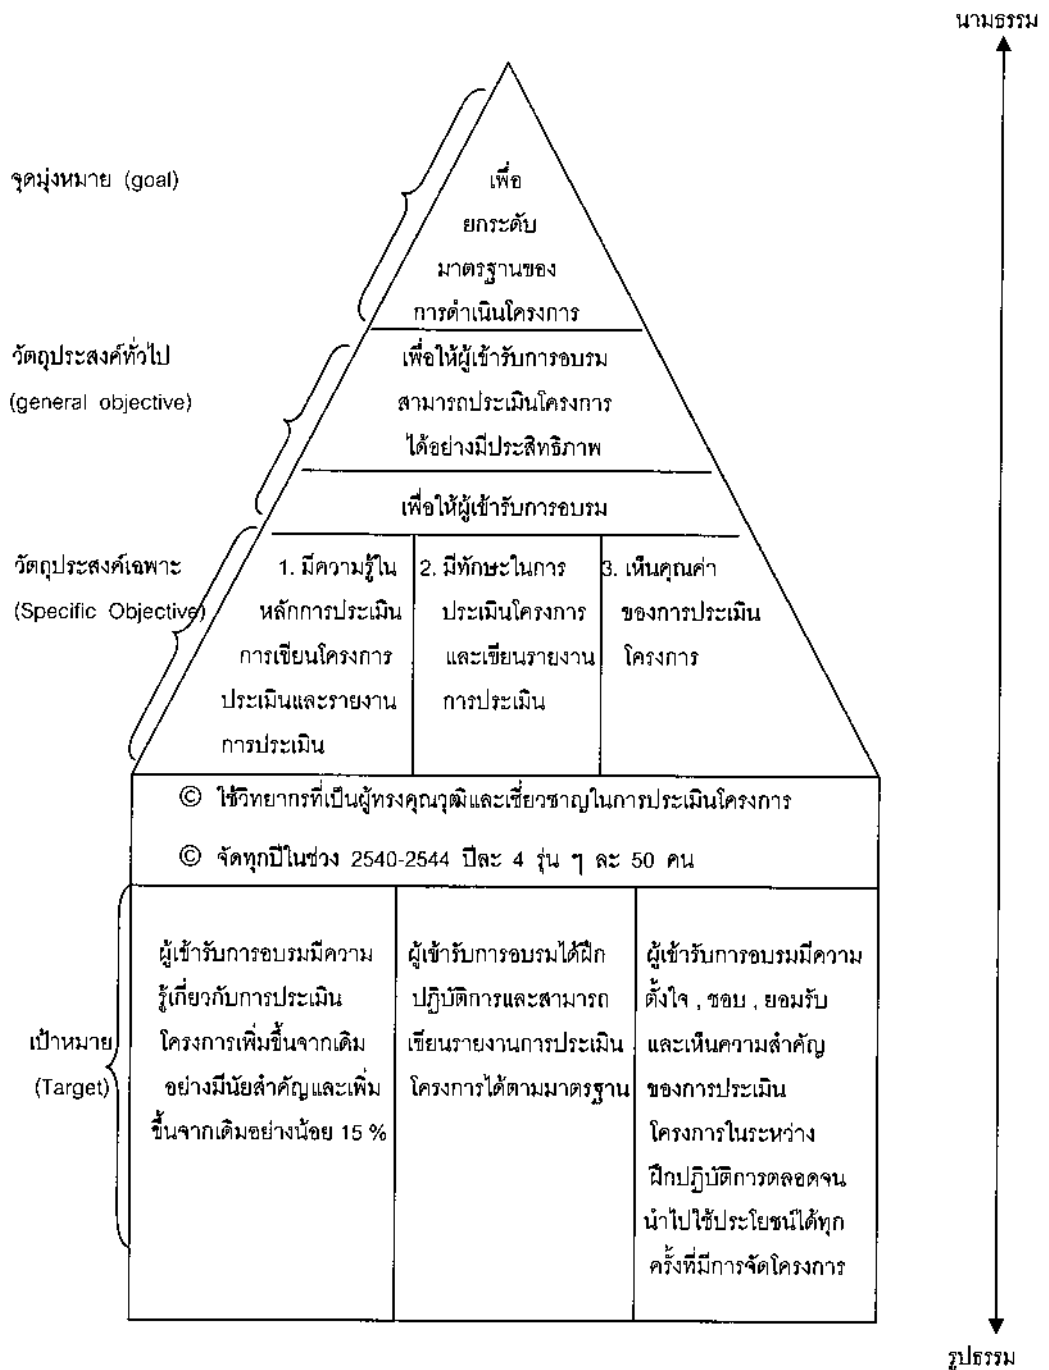 นามธรรม
จุดมุ่งหมาย (goal)
เพื่อ
ยกระดับ
มาตรฐานของ
การดำเนินโครงการ
วัตถุประสงค์ทั่วไป
(general objective)
เพื่อให้ผู้เข้ารับการอบรม
สามารถประเมินโครงการ
ได้อย่างมีประสิทธิภาพ
เพื่อให้ผู้เข้ารับการอบรม
วัตถุประสงค์เฉพาะ
(Specific Objective)
1. มีความรู้ใน
หลักการประเมิน
การเขียนโครงการ
ประเมินและรายงาน
การประเมิน
2. มีทักษะในการ
ประเมินโครงการ
และเขียนรายงาน
การประเมิน
3. เห็นคุณค่า
ของการประเมิน
โครงการ
© ใช้วิทยากรที่เป็นผู้ทรงคุณวุฒิและเชี่ยวชาญในการประเมินโครงการ
© จัดทุกปีในช่วง 2540-2544 ปีละ 4 รุ่น ๆ ละ 50 คน
เป้าหมาย
(Target)
ผู้เข้ารับการอบรมมีความ
รู้เกี่ยวกับการประเมิน
โครงการเพิ่มขึ้นจากเดิม
อย่างมีนัยสำคัญและเพิ่ม
ขึ้นจากเดิมอย่างน้อย 15 %
ผู้เข้ารับการอบรมได้ฝึก
ปฏิบัติการและสามารถ
เขียนรายงานการประเมิน
โครงการได้ตามมาตรฐาน
ผู้เข้ารับการอบรมมีความ
ตั้งใจ , ชอบ , ยอมรับ
และเห็นความสำคัญ
ของการประเมิน
โครงการในระหว่าง
ฝึกปฏิบัติการตลอดจน
นำไปใช้ประโยชน์ได้ทุก
ครั้งที่มีการจัดโครงการ
รูปธรรม